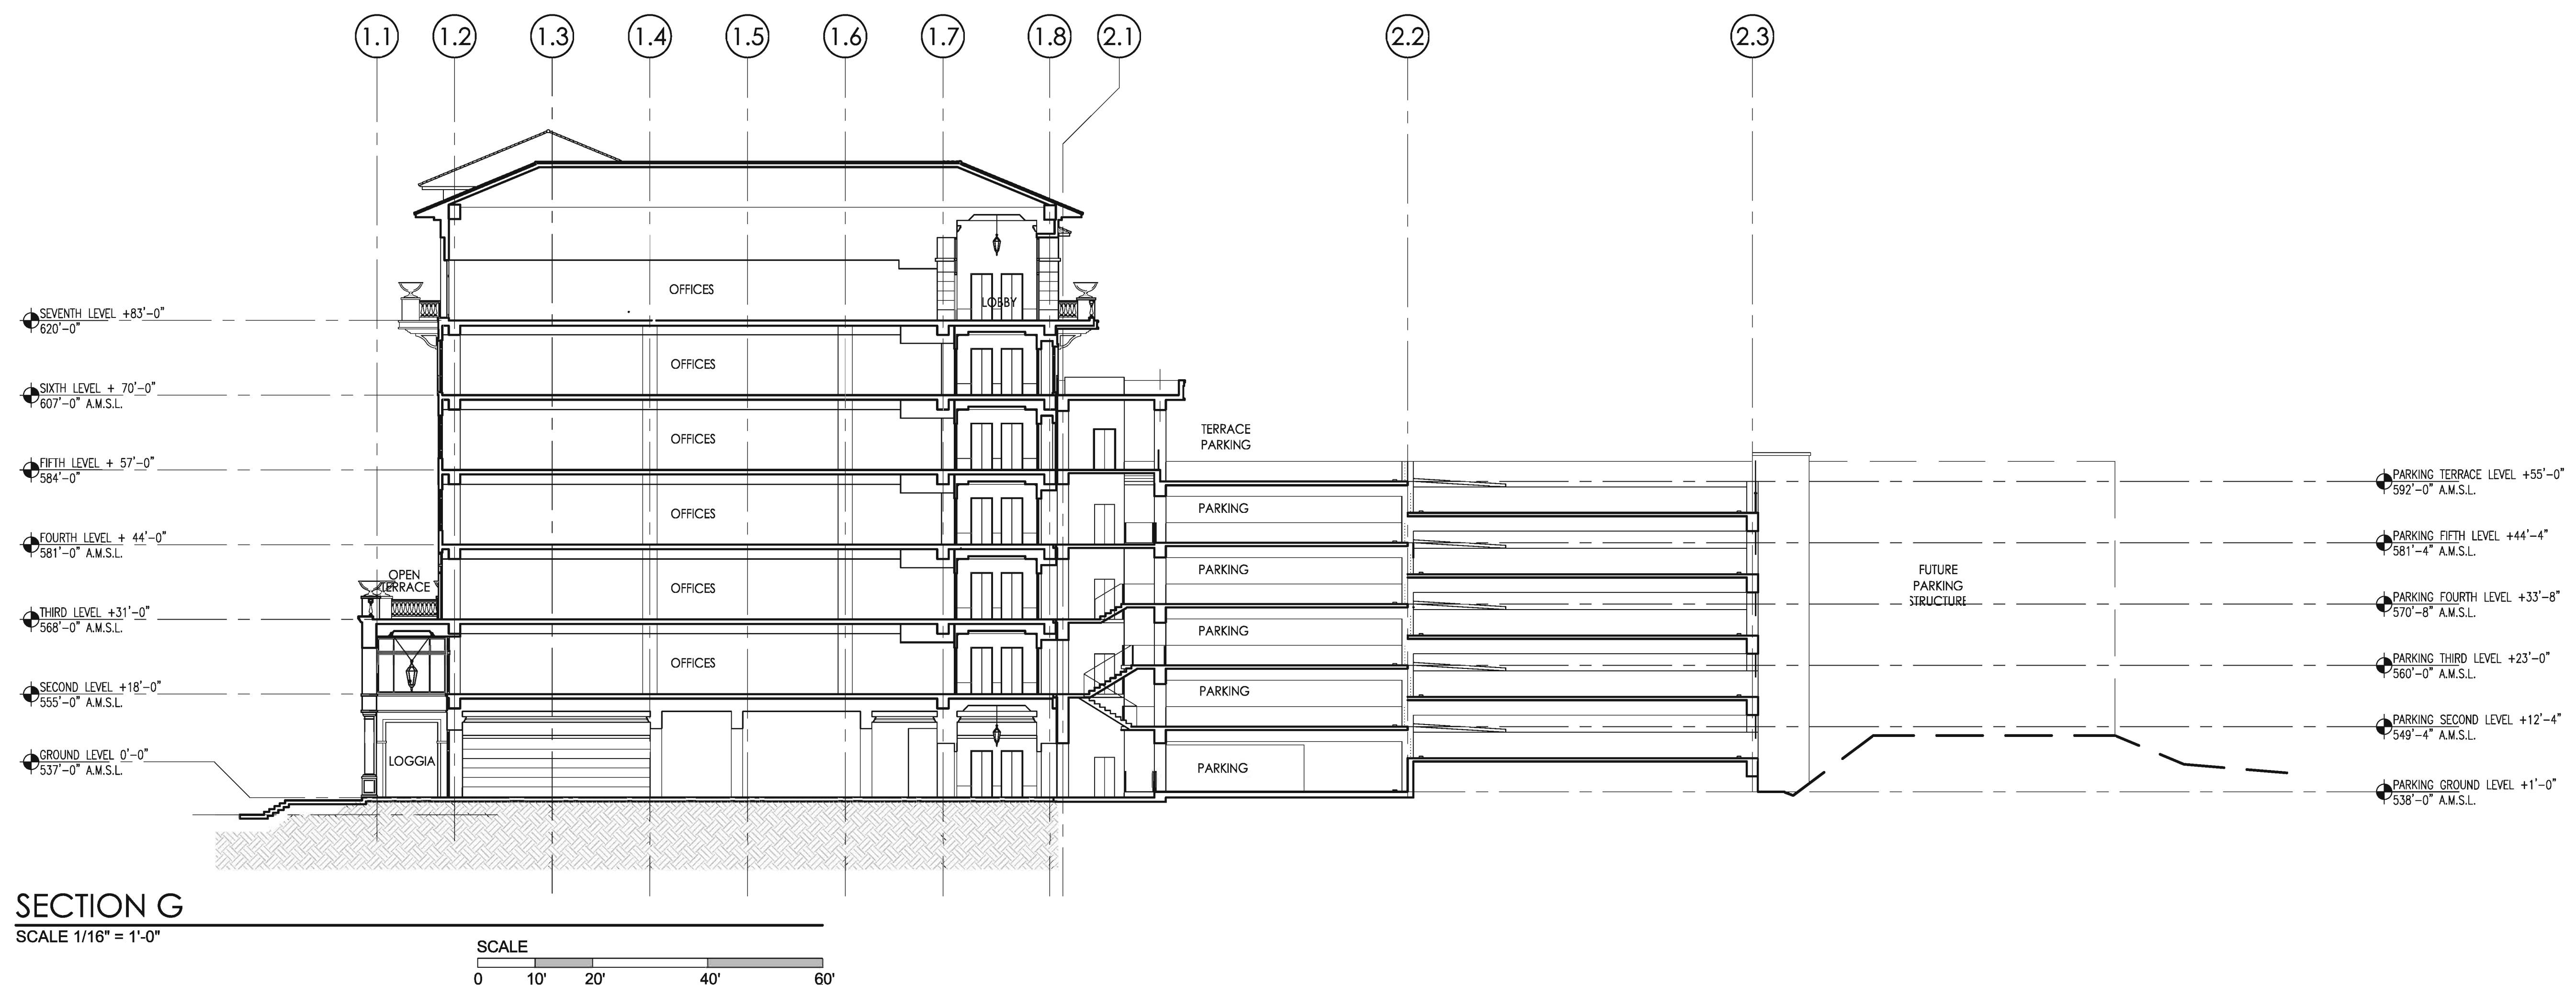 1.1 1.2 1.3 1.4 1.5 1.6 1.7 1.8 2.1 2.2 2.3
OFFICES
LOBBY
SEVENTH LEVEL +83'-0"
620'-0"
OFFICES
SIXTH LEVEL + 70'-0"
607'-0" A.M.S.L.
OFFICES
TERRACE
PARKING
FIFTH LEVEL + 57'-0"
584'-0"
PARKING TERRACE LEVEL +55'-0"
592'-0" A.M.S.L.
OFFICES
PARKING
FOURTH LEVEL + 44'-0"
581'-0" A.M.S.L.
PARKING FIFTH LEVEL +44'-4"
581'-4" A.M.S.L.
OPEN
TERRACE
OFFICES
PARKING
FUTURE
PARKING
STRUCTURE
PARKING FOURTH LEVEL +33'-8"
570'-8" A.M.S.L.
THIRD LEVEL +31'-0"
568'-0" A.M.S.L.
PARKING
OFFICES
PARKING THIRD LEVEL +23'-0"
560'-0" A.M.S.L.
SECOND LEVEL +18'-0"
555'-0" A.M.S.L.
PARKING
PARKING SECOND LEVEL +12'-4"
549'-4" A.M.S.L.
GROUND LEVEL 0'-0"
537'-0" A.M.S.L.
LOGGIA
PARKING
PARKING GROUND LEVEL +1'-0"
538'-0" A.M.S.L.
SECTION G
SCALE 1/16" = 1'-0"
SCALE
0 10' 20' 40' 60'